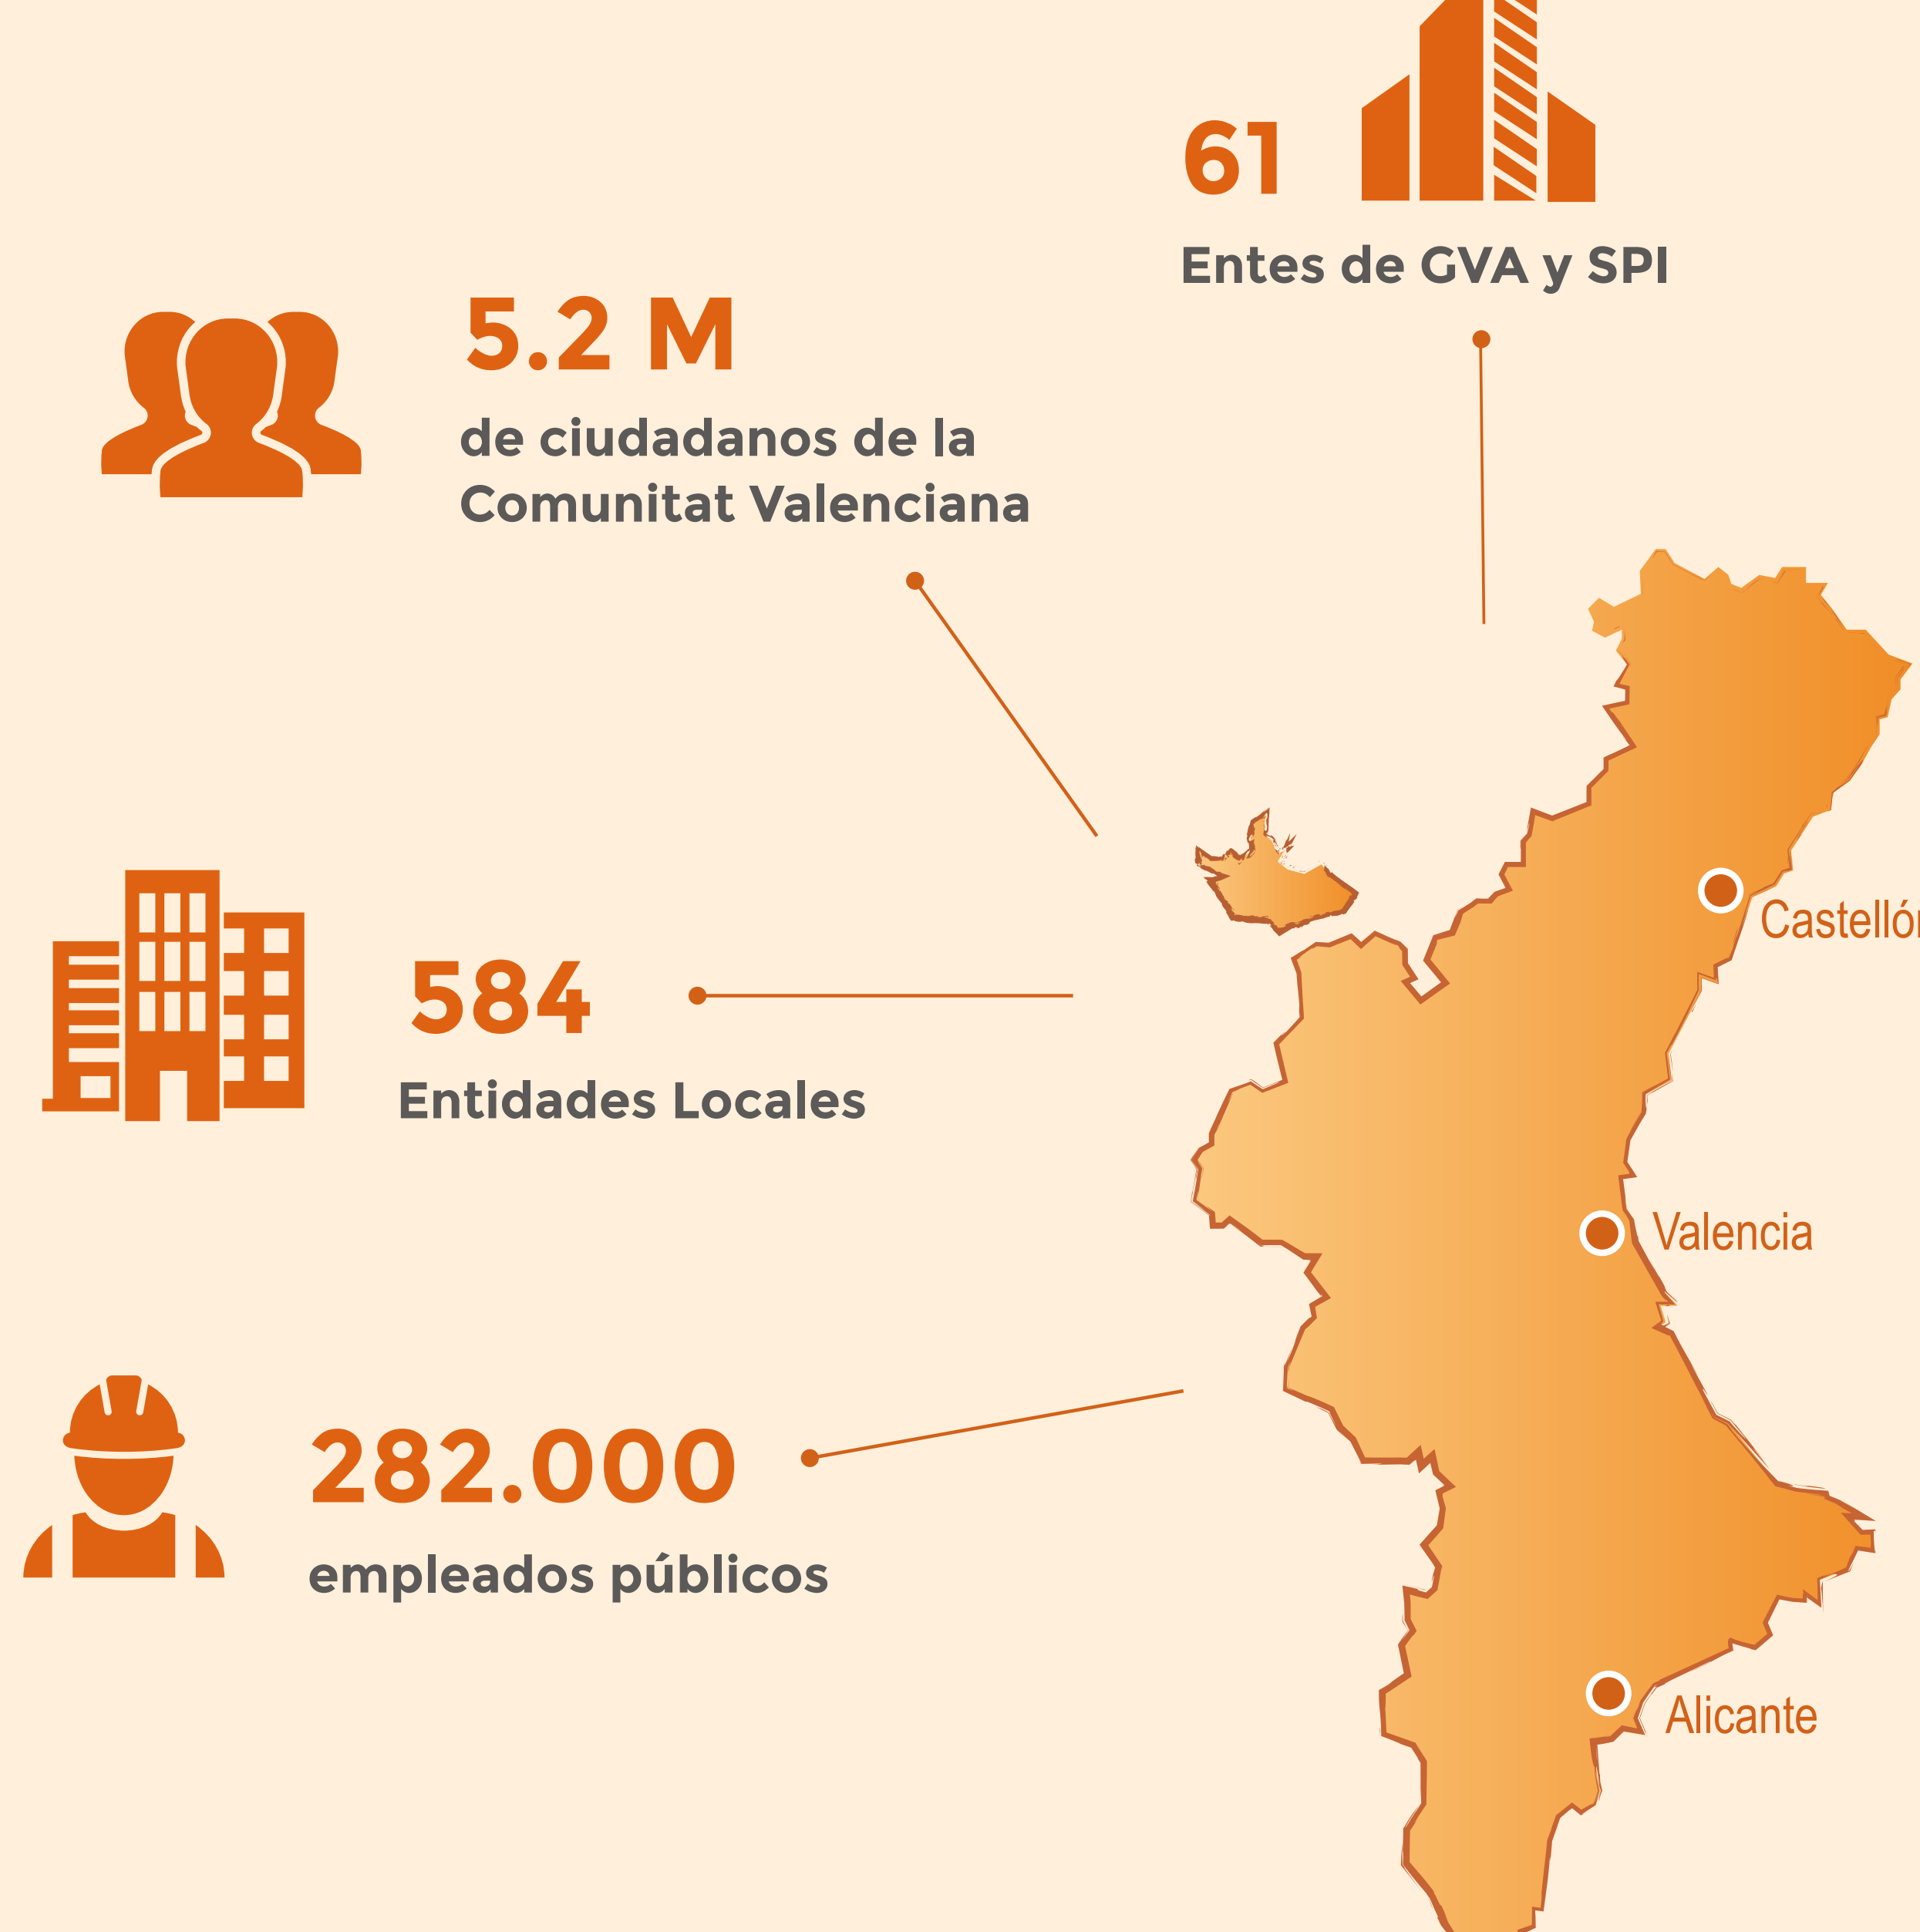 61
Entes de GVA y SPI
5.2 M
de ciudadanos de la
Comunitat Valenciana
Castellón
584
Entidades Locales
Valencia
282.000
empleados públicos
Alicante